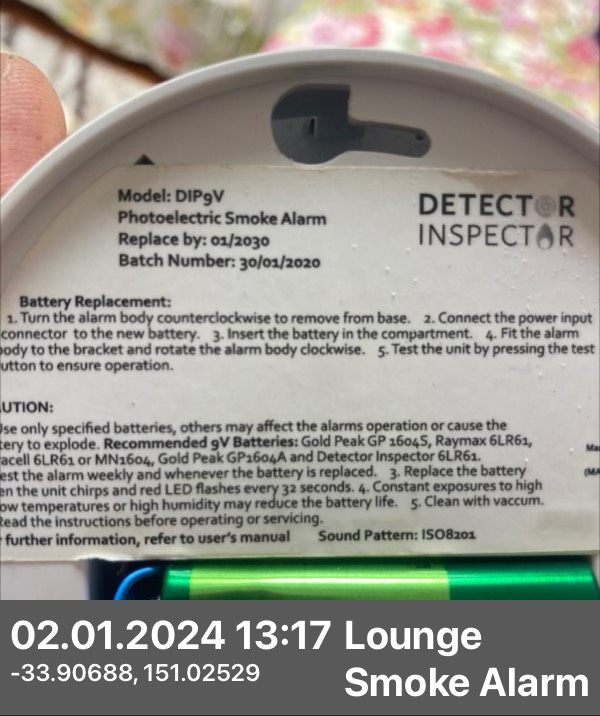 Model: DIP9V
Photoelectric Smoke Alarm
Replace by: 01/2030
Batch Number: 30/01/2020
DETECTOR
INSPECTOR
Battery Replacement:
1. Turn the alarm body counterclockwise to remove from base. 2. Connect the power input
connector to the new battery. 3. Insert the battery in the compartment. 4. Fit the alarm
ody to the bracket and rotate the alarm body clockwise. 5. Test the unit by pressing the test
utton to ensure operation.
UTION:
Use only specified batteries, others may affect the alarms operation or cause the
tery to explode. Recommended 9V Batteries: Gold Peak GP 1604S, Raymax 6LR61,
acell 6LR61 or MN1604, Gold Peak GP1604A and Detector Inspector 6LR61.
est the alarm weekly and whenever the battery is replaced. 3. Replace the battery
en the unit chirps and red LED flashes every 32 seconds. 4. Constant exposures to high
ow temperatures or high humidity may reduce the battery life. 5. Clean with vaccum.
Read the instructions before operating or servicing.
further information, refer to user's manual Sound Pattern: ISO8201
Ma
(MA
02.01.2024 13:17 Lounge
-33.90688, 151.02529
Smoke Alarm